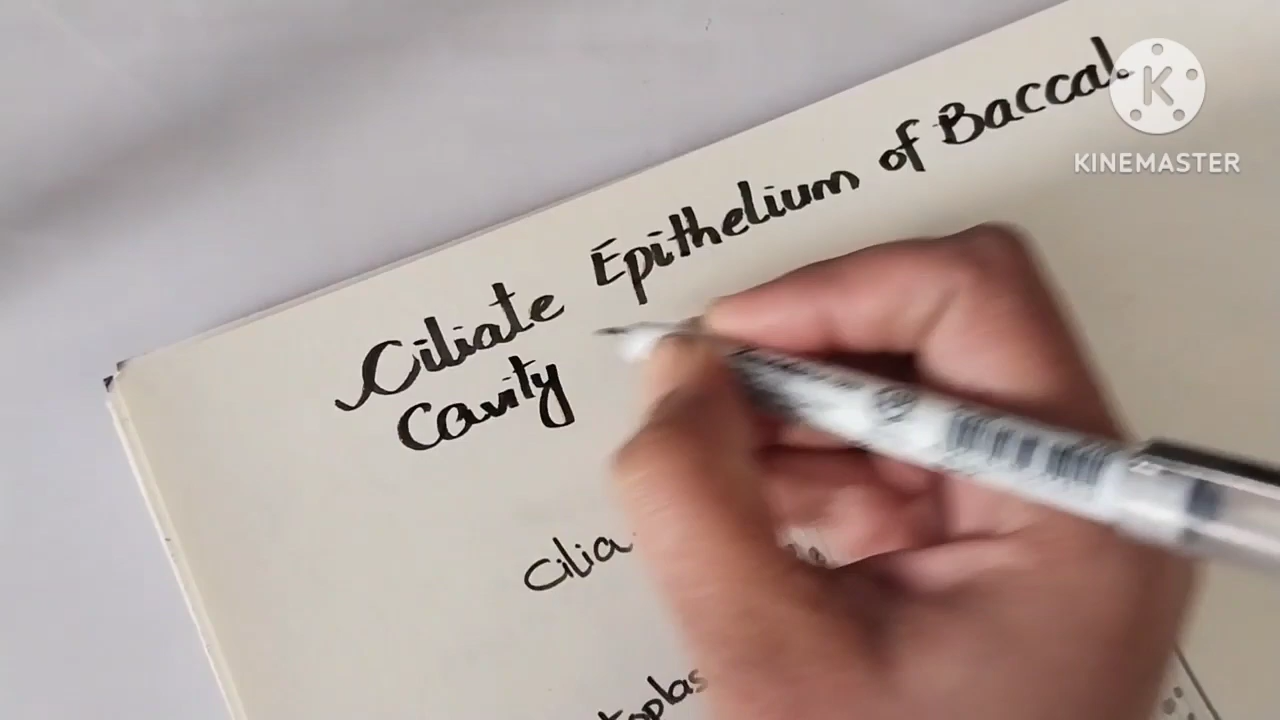 Ciliate Epithelium of Baccal
Cavity
cilia
K
KINEMASTER